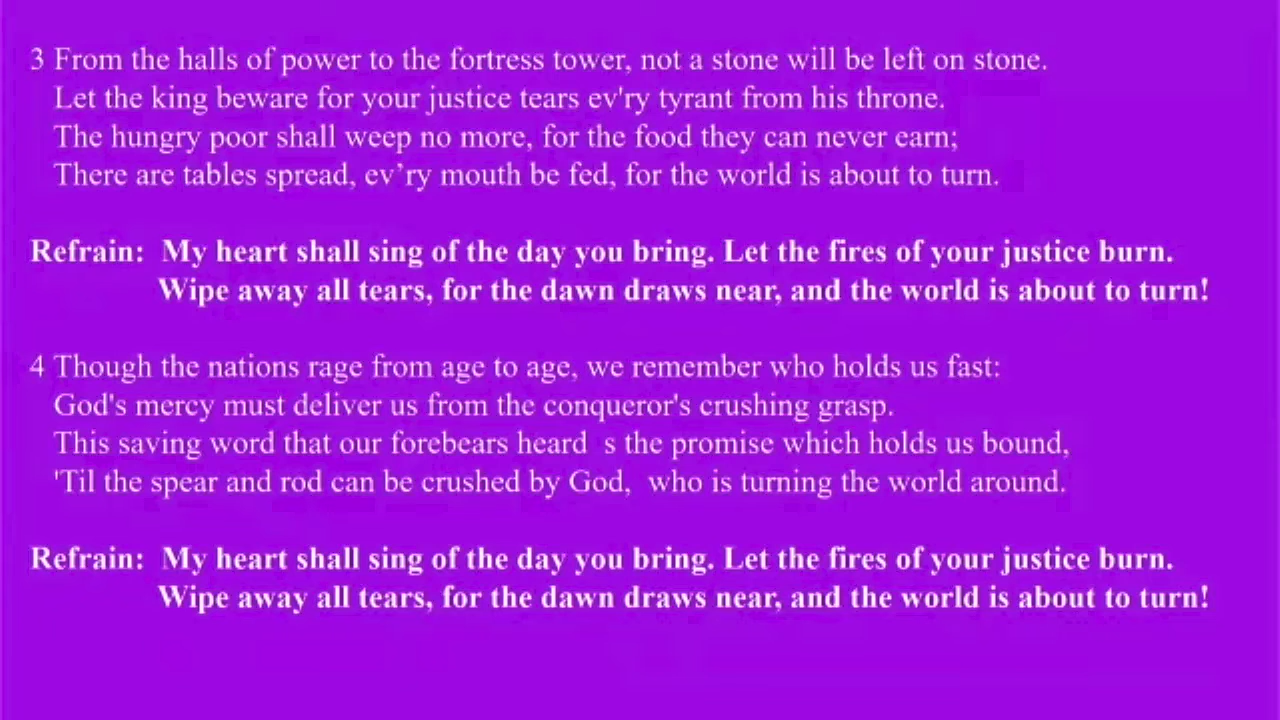 3 From the halls of power to the fortress tower, not a stone will be left on stone.
Let the king beware for your justice tears ev'ry tyrant from his throne.
The hungry poor shall weep no more, for the food they can never earn;
There are tables spread, ev’ry mouth be fed, for the world is about to turn.
Refrain: My heart shall sing of the day you bring. Let the fires of your justice burn.
Wipe away all tears, for the dawn draws near, and the world is about to turn!
4 Though the nations rage from age to age, we remember who holds us fast:
God's mercy must deliver us from the conqueror's crushing grasp.
This saving word that our forebears heard s the promise which holds us bound,
'Til the spear and rod can be crushed by God, who is turning the world around.
Refrain: My heart shall sing of the day you bring. Let the fires of your justice burn.
Wipe away all tears, for the dawn draws near, and the world is about to turn!